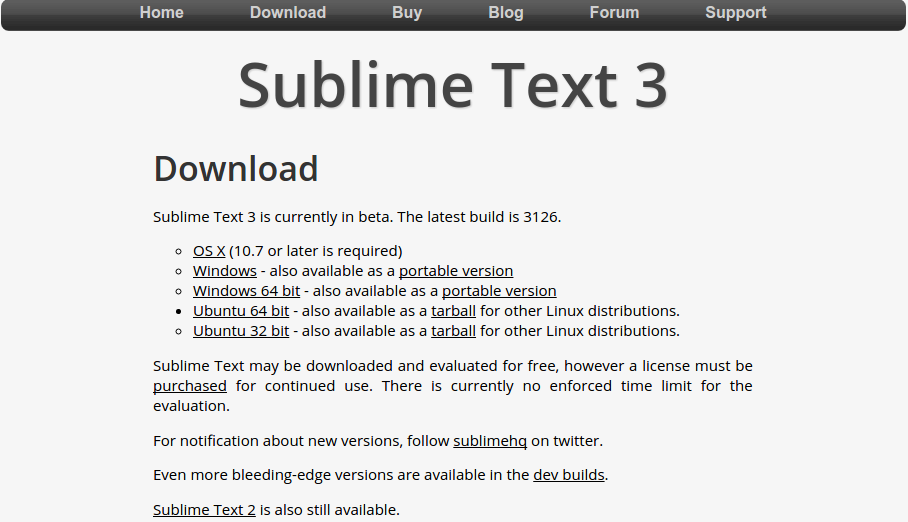 Home Download Buy Blog Forum Support
Sublime Text 3
Download
Sublime Text 3 is currently in beta. The latest build is 3126.
OS X (10.7 or later is required)
Windows - also available as a portable version
Windows 64 bit - also available as a portable version
Ubuntu 64 bit - also available as a tarball for other Linux distributions.
Ubuntu 32 bit - also available as a tarball for other Linux distributions.
Sublime Text may be downloaded and evaluated for free, however a license must be
purchased for continued use. There is currently no enforced time limit for the
evaluation.
For notification about new versions, follow sublimehq on twitter.
Even more bleeding-edge versions are available in the dev builds.
Sublime Text 2 is also still available.